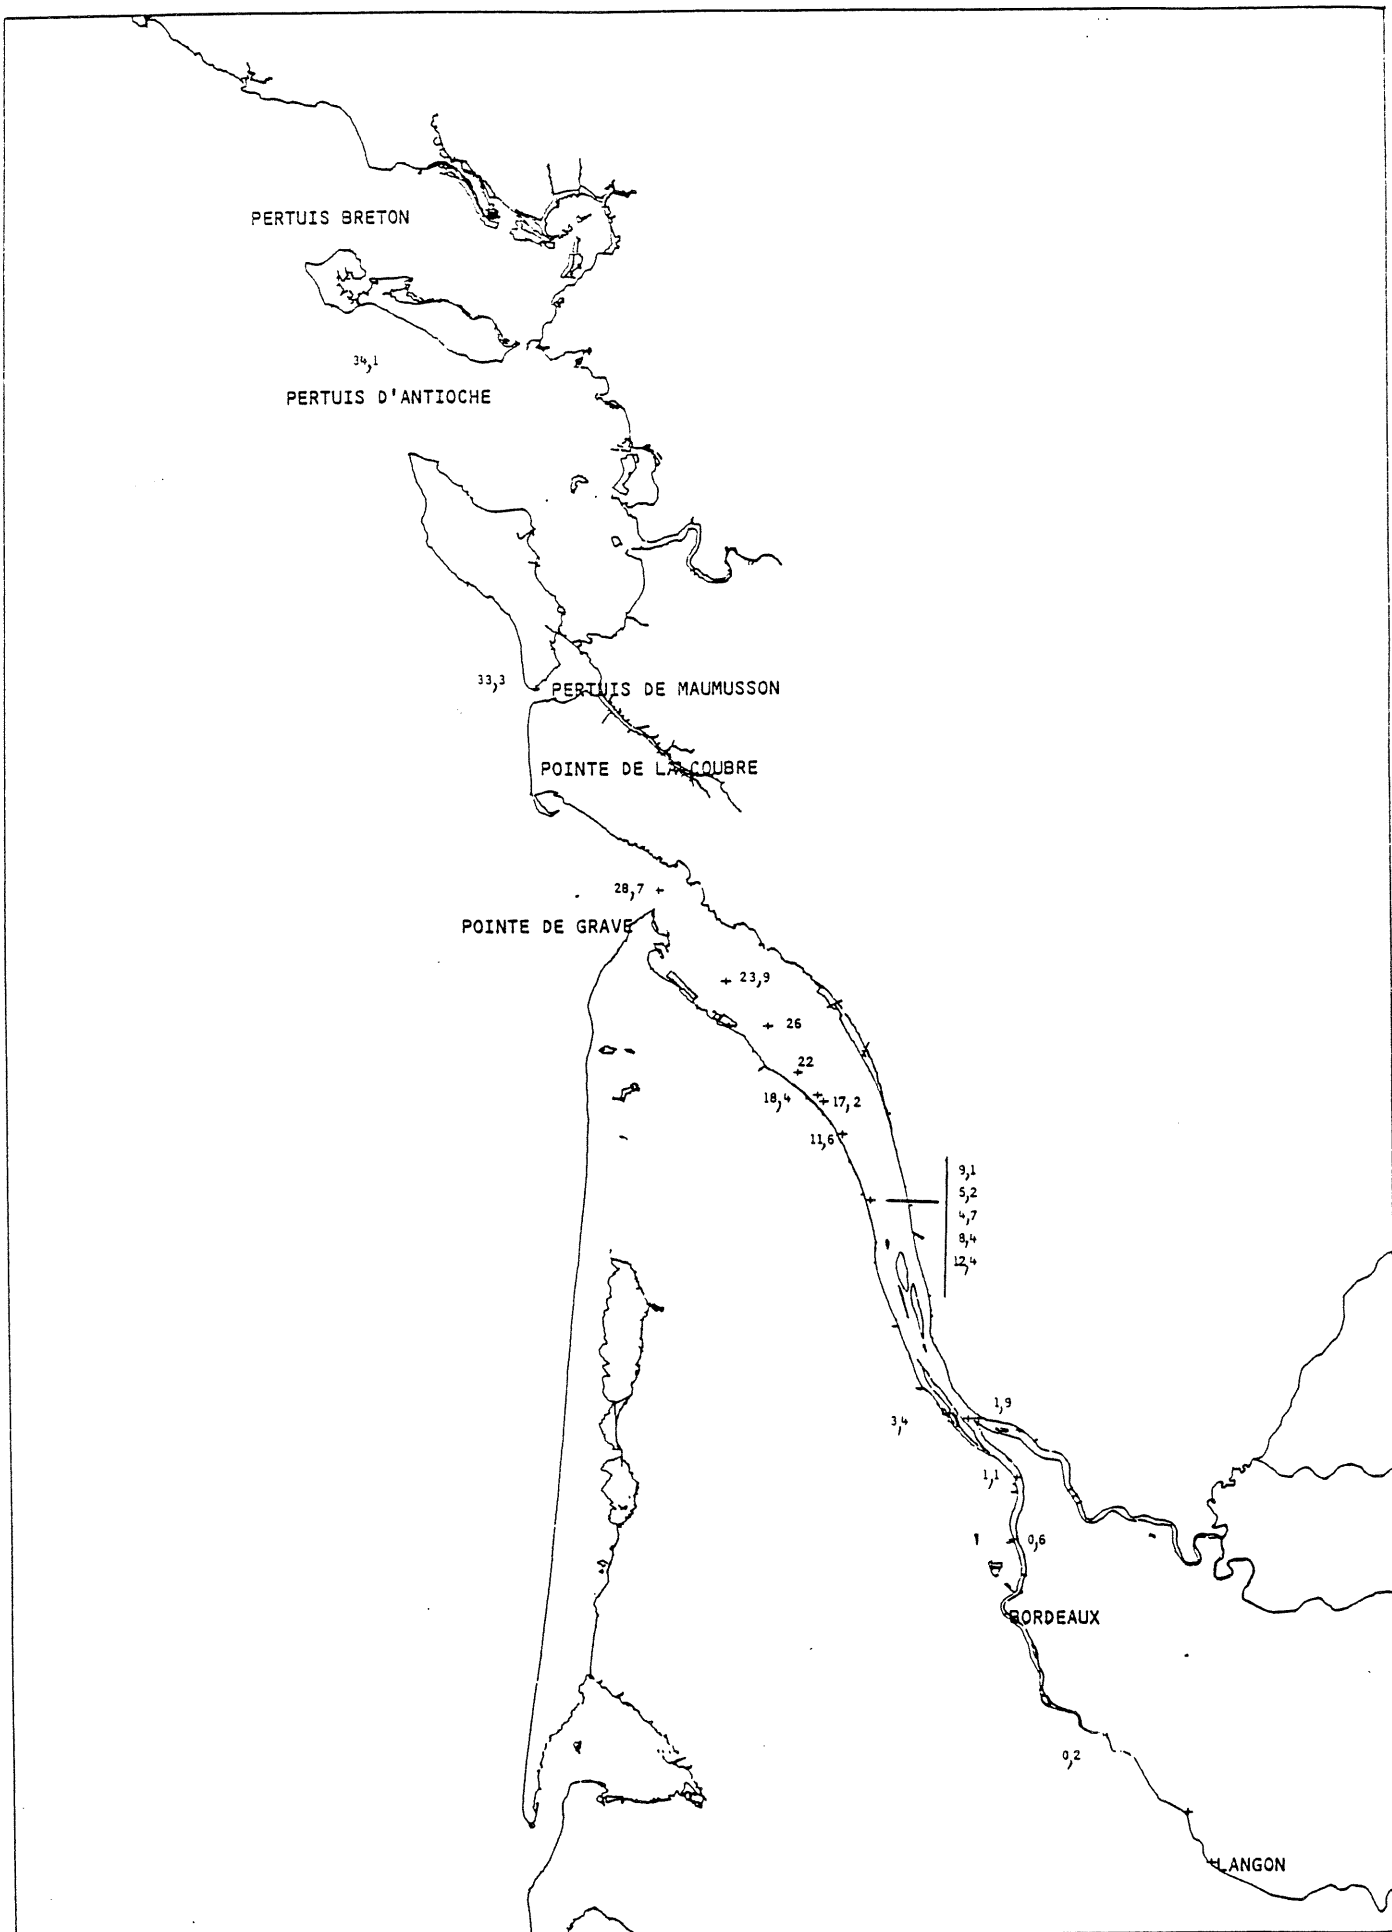 PERTUIS BRETON
34,1
PERTUIS D'ANTIOCHE
33,3
PERTUIS DE MAUMUSSON
POINTE DE LA COUBRE
28,7
POINTE DE GRAVE
23,9
26
22
18,4
17,2
11,6
9,1
5,2
4,7
8,4
12,4
1,9
3,4
1,1
0,6
BORDEAUX
0,2
LANGON